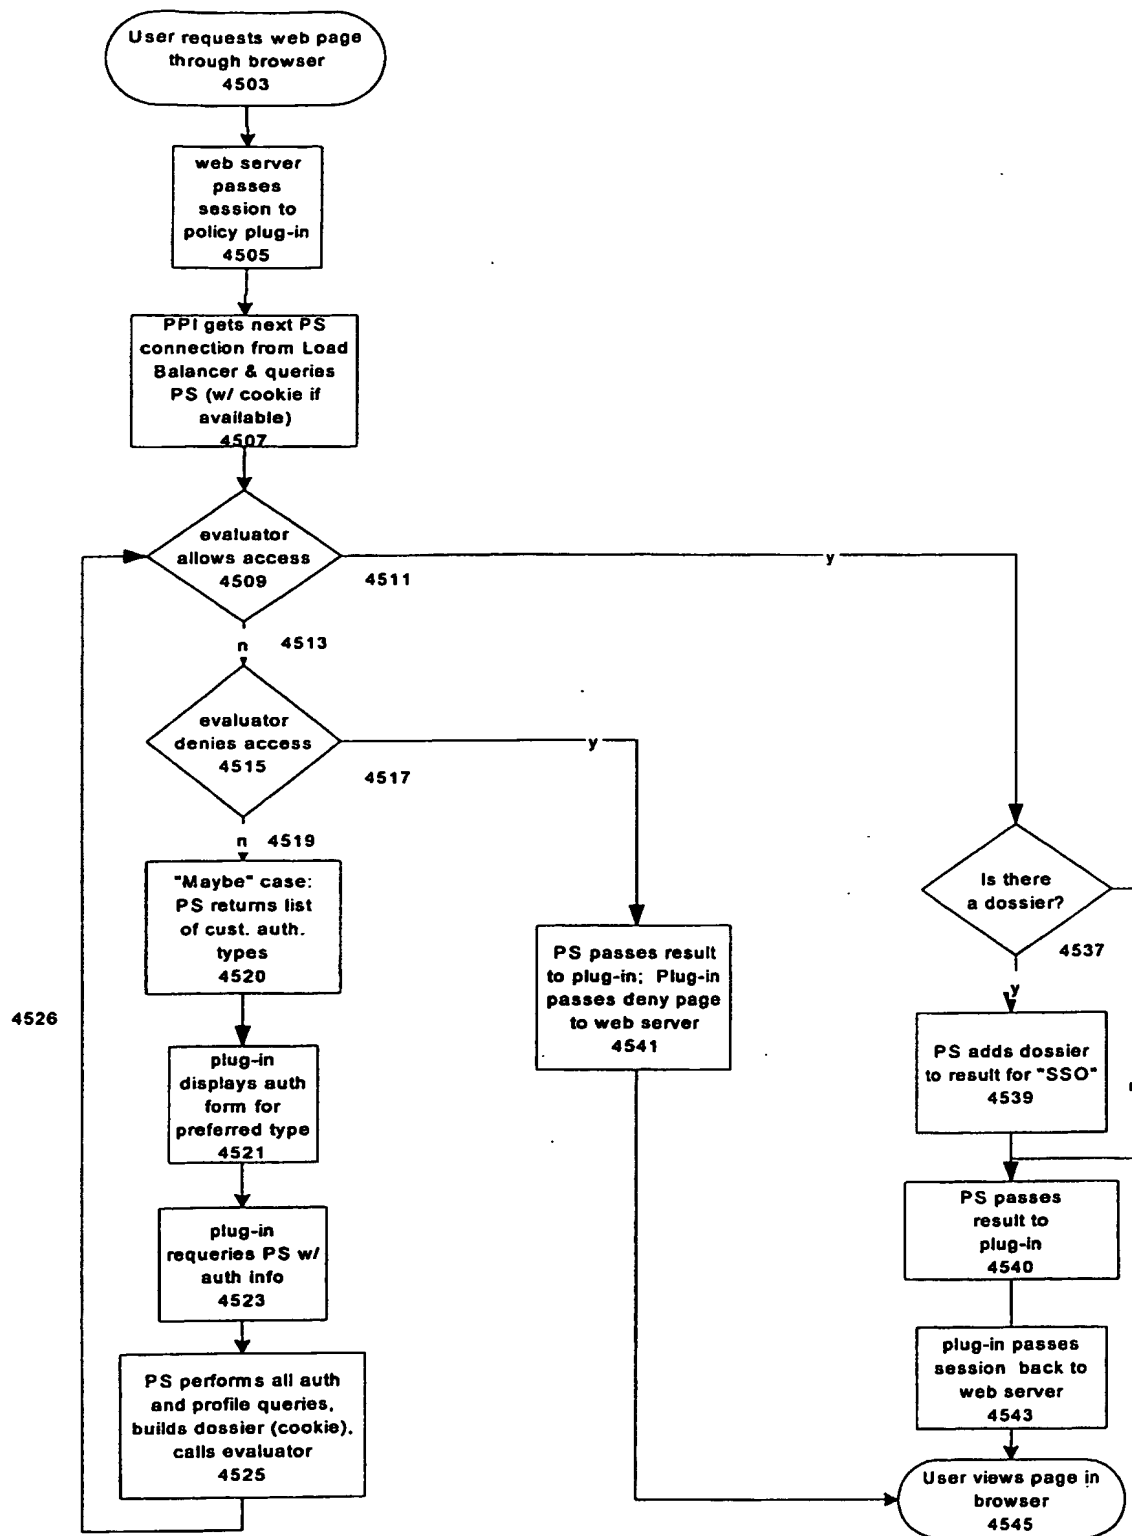 User requests web page
through browser
4503
web server
passes
session to
policy plug-in
4505
PPI gets next PS
connection from Load
Balancer & queries
PS (w/ cookie if
available)
4507
evaluator
allows access
4509
4511
y
n
4513
evaluator
denies access
4515
4517
y
n
4519
"Maybe" case:
PS returns list
of cust. auth.
types
4520
4526
plug-in
displays auth
form for
preferred type
4521
plug-in
requeries PS w/
auth info
4523
PS performs all auth
and profile queries,
builds dossier (cookie),
calls evaluator
4525
PS passes result
to plug-in; Plug-in
passes deny page
to web server
4541
Is there
a dossier?
4537
y
PS adds dossier
to result for "SSO"
4539
PS passes
result to
plug-in
4540
plug-in passes
session back to
web server
4543
User views page in
browser
4545